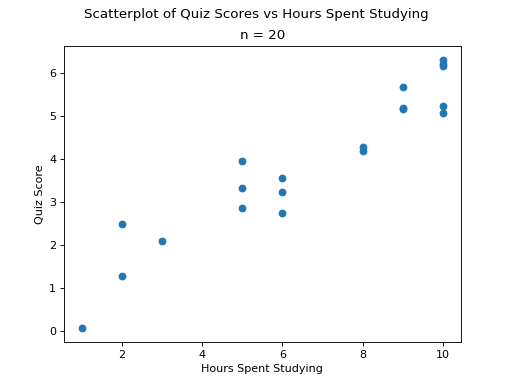 Scatterplot of Quiz Scores vs Hours Spent Studying
n = 20
6
5
4
3
2
1
0
Quiz Score
2 4 6 8 10
Hours Spent Studying